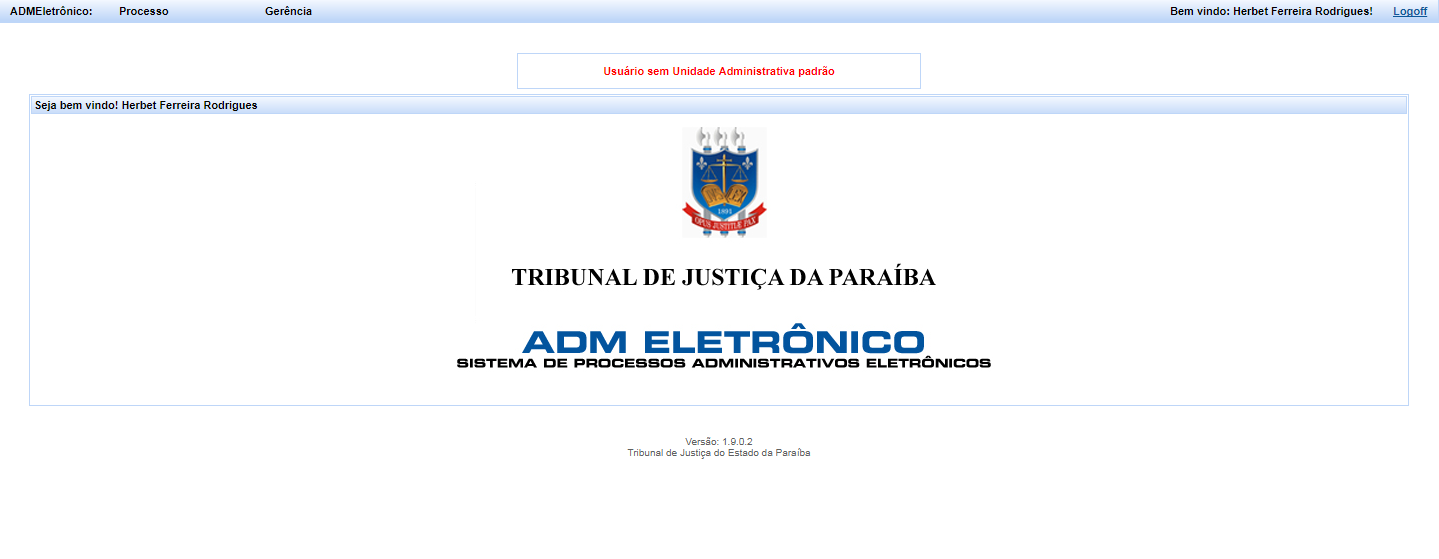 ADMEletrônico: Processo Gerência Bem vindo: Herbet Ferreira Rodrigues! Logoff
Usuário sem Unidade Administrativa padrão
Seja bem vindo! Herbet Ferreira Rodrigues
1891
OPUS JUSTITIÆ PAX
TRIBUNAL DE JUSTIÇA DA PARAÍBA
ADM ELETRÔNICO
SISTEMA DE PROCESSOS ADMINISTRATIVOS ELETRÔNICOS
Versão: 1.9.0.2
Tribunal de Justiça do Estado da Paraíba